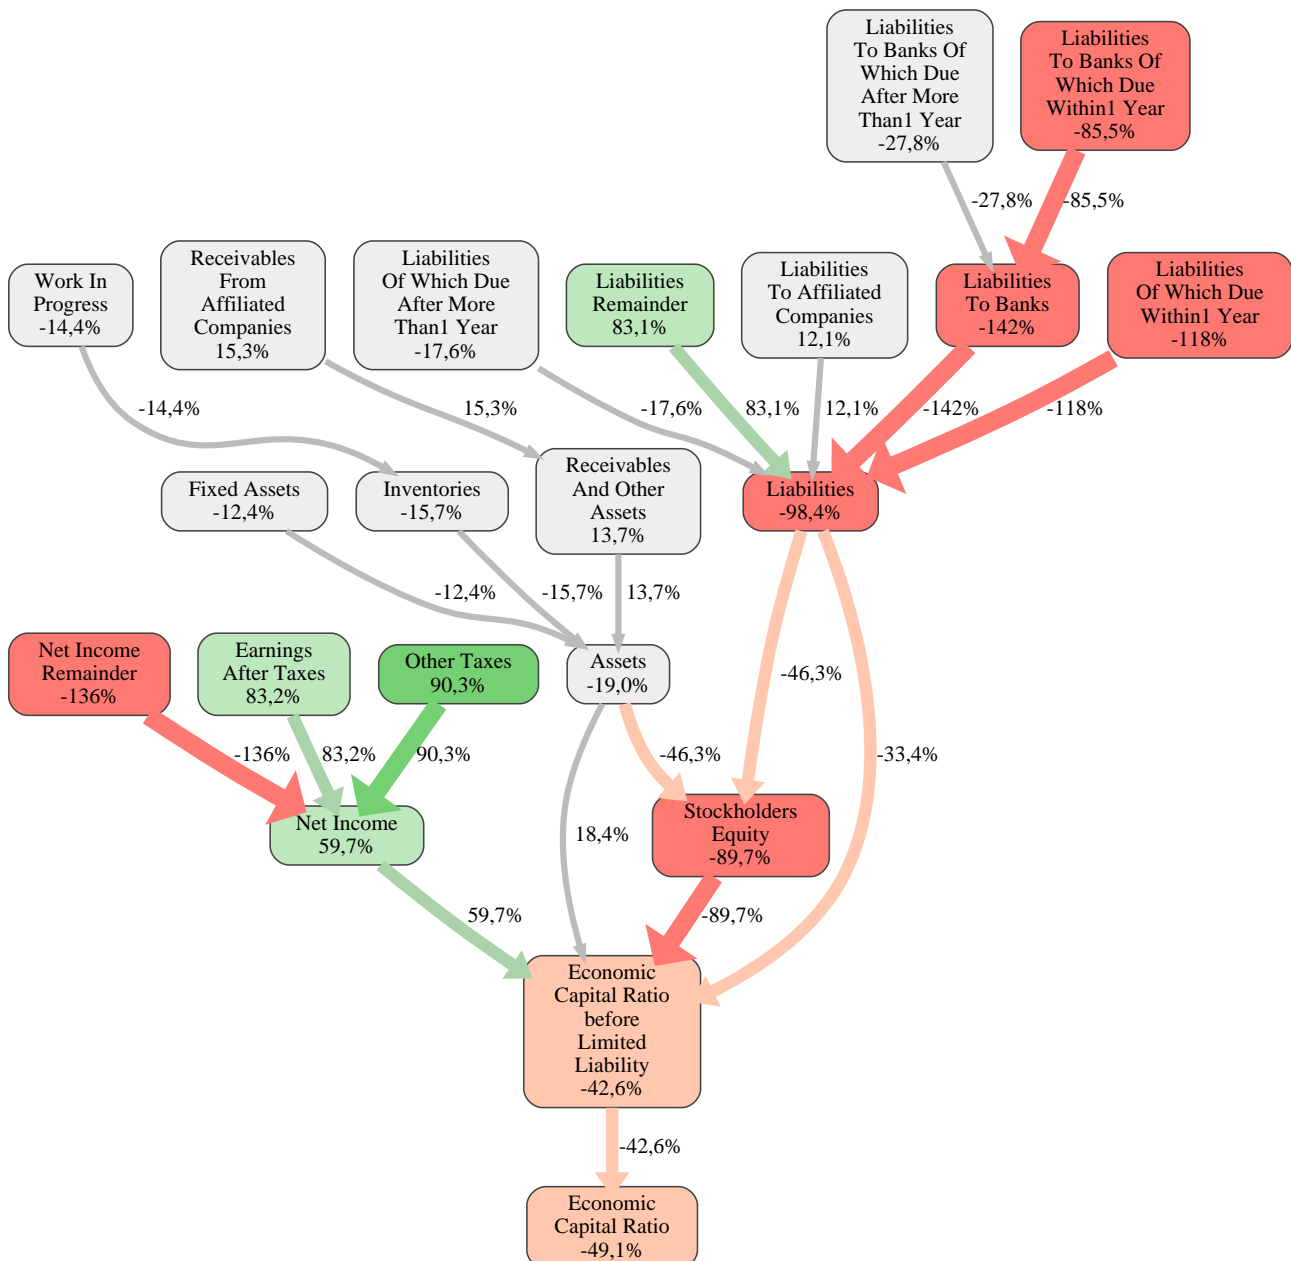 Liabilities
To Banks Of
Which Due
After More
Than1 Year
-27,8%
Liabilities
To Banks Of
Which Due
Within1 Year
-85,5%
-27,8%
-85,5%
Work In
Progress
-14,4%
Receivables
From
Affiliated
Companies
15,3%
Liabilities
Of Which Due
After More
Than1 Year
-17,6%
Liabilities
Remainder
83,1%
Liabilities
To Affiliated
Companies
12,1%
Liabilities
To Banks
-142%
Liabilities
Of Which Due
Within1 Year
-118%
-14,4%
15,3%
-17,6%
83,1%
12,1%
-142%
-118%
Fixed Assets
-12,4%
Inventories
-15,7%
Receivables
And Other
Assets
13,7%
Liabilities
-98,4%
-12,4%
-15,7%
13,7%
Net Income
Remainder
-136%
Earnings
After Taxes
83,2%
Other Taxes
90,3%
Assets
-19,0%
-46,3%
-136%
83,2%
90,3%
-46,3%
-33,4%
Net Income
59,7%
Stockholders
Equity
-89,7%
18,4%
59,7%
-89,7%
Economic
Capital Ratio
before
Limited
Liability
-42,6%
-42,6%
Economic
Capital Ratio
-49,1%